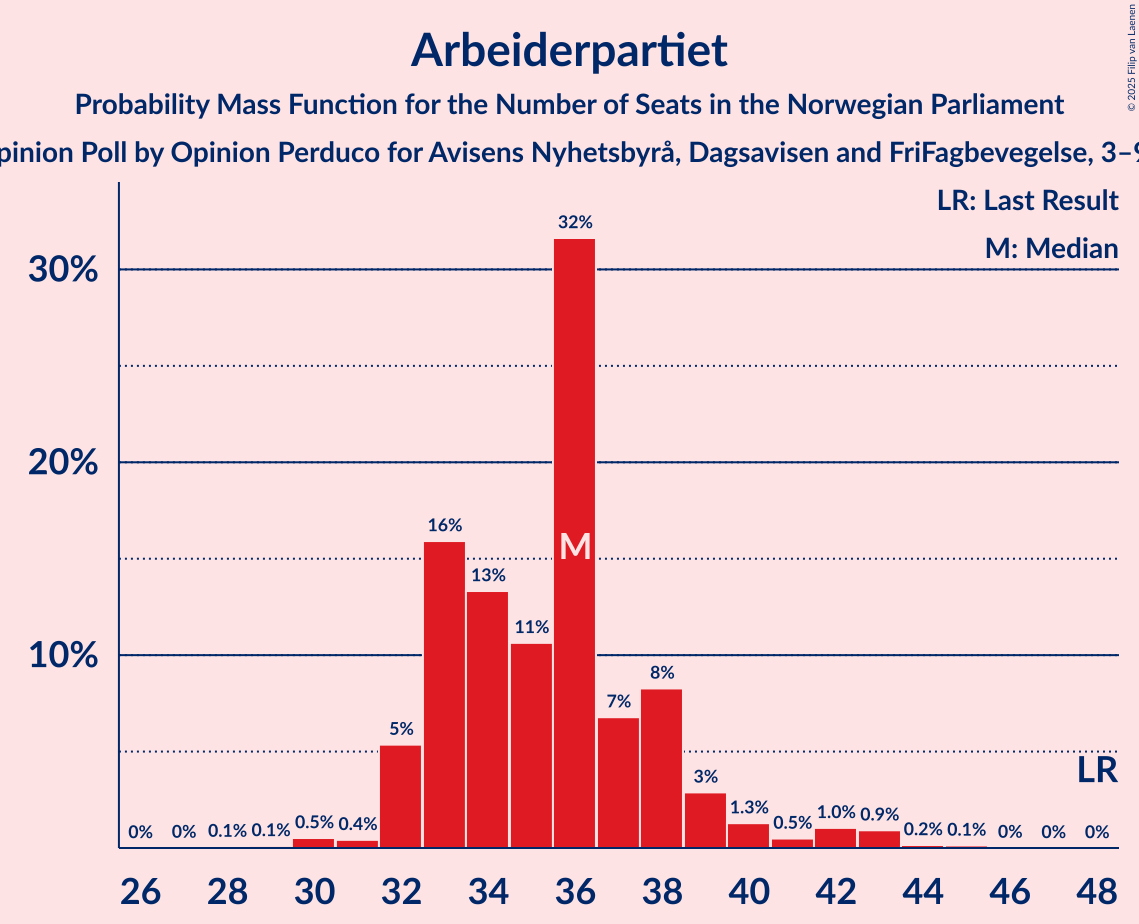 Arbeiderpartiet
Probability Mass Function for the Number of Seats in the Norwegian Parliament
pinion Poll by Opinion Perduco for Avisens Nyhetsbyrå, Dagsavisen and FriFagbevegelse, 3–9
© 2025 Filip van Laenen
LR: Last Result
M: Median
32%
30%
20%
16%
M
13%
11%
10%
8%
7%
5%
LR
3%
0% 0% 0.1% 0.1% 0.5% 0.4% 1.3% 0.5% 1.0% 0.9% 0.2% 0.1% 0% 0% 0%
26 28 30 32 34 36 38 40 42 44 46 48